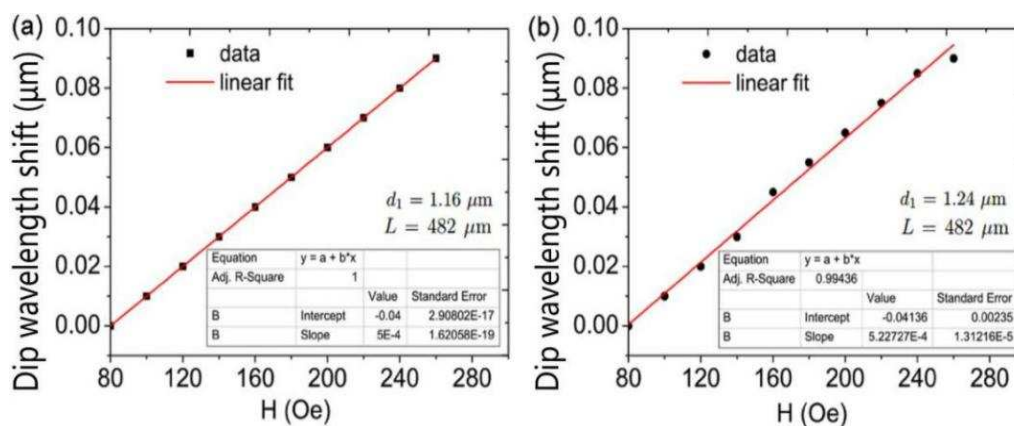 (a)
0.10
0.08
0.06
0.04
0.02
0.00
Dip wavelength shift (μm)
data
linear fit
d₁ = 1.16 μm
L = 482 μm
Equation y = a + b*x
Adj. R-Square 1
Value Standard Error
B Intercept -0.04 2.90802E-17
B Slope 5E-4 1.62058E-19
80 120 160 200 240 280
H (Oe)
(b)
0.10
0.08
0.06
0.04
0.02
0.00
Dip wavelength shift (μm)
data
linear fit
d₁ = 1.24 μm
L = 482 μm
Equation y = a + b*x
Adj. R-Square 0.99436
Value Standard Error
B Intercept -0.04136 0.00235
B Slope 5.22727E-4 1.31216E-5
80 120 160 200 240 280
H (Oe)